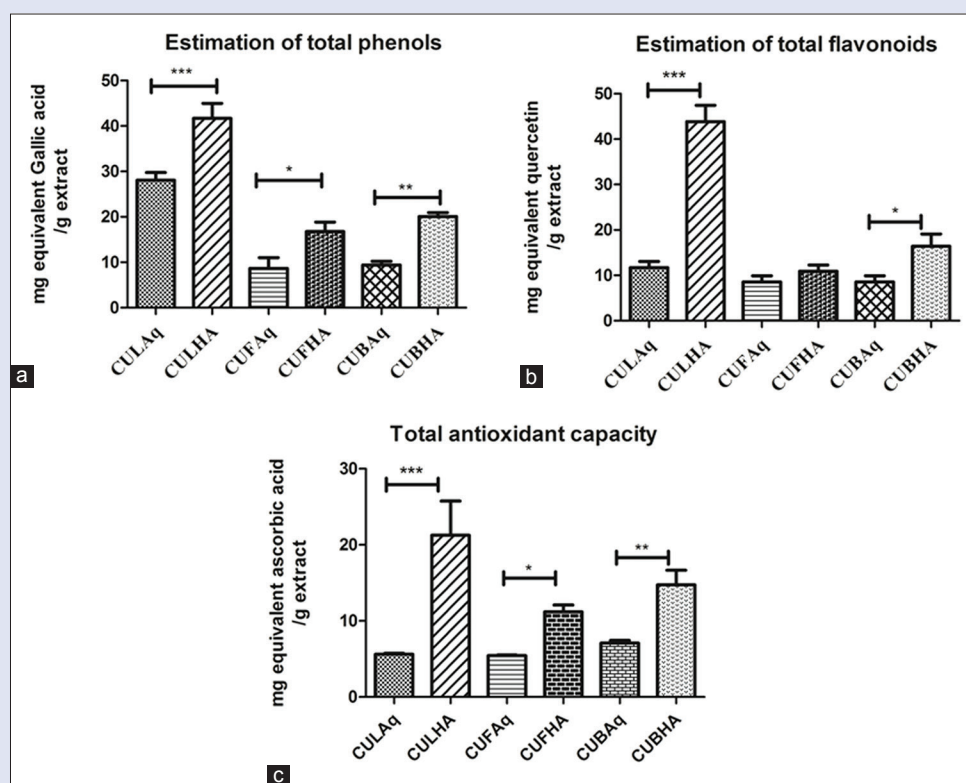 Estimation of total phenols
mg equivalent Gallic acid
/g extract
50
40
30
20
10
0
***
*
**
CULAq
CULHA
CUFAq
CUFHA
CUBAq
CUBHA
a
Estimation of total flavonoids
mg equivalent quercetin
/g extract
50
40
30
20
10
0
***
*
CULAq
CULHA
CUFAq
CUFHA
CUBAq
CUBHA
b
Total antioxidant capacity
mg equivalent ascorbic acid
/g extract
30
20
10
0
***
*
**
CULAq
CULHA
CUFAq
CUFHA
CUBAq
CUBHA
c